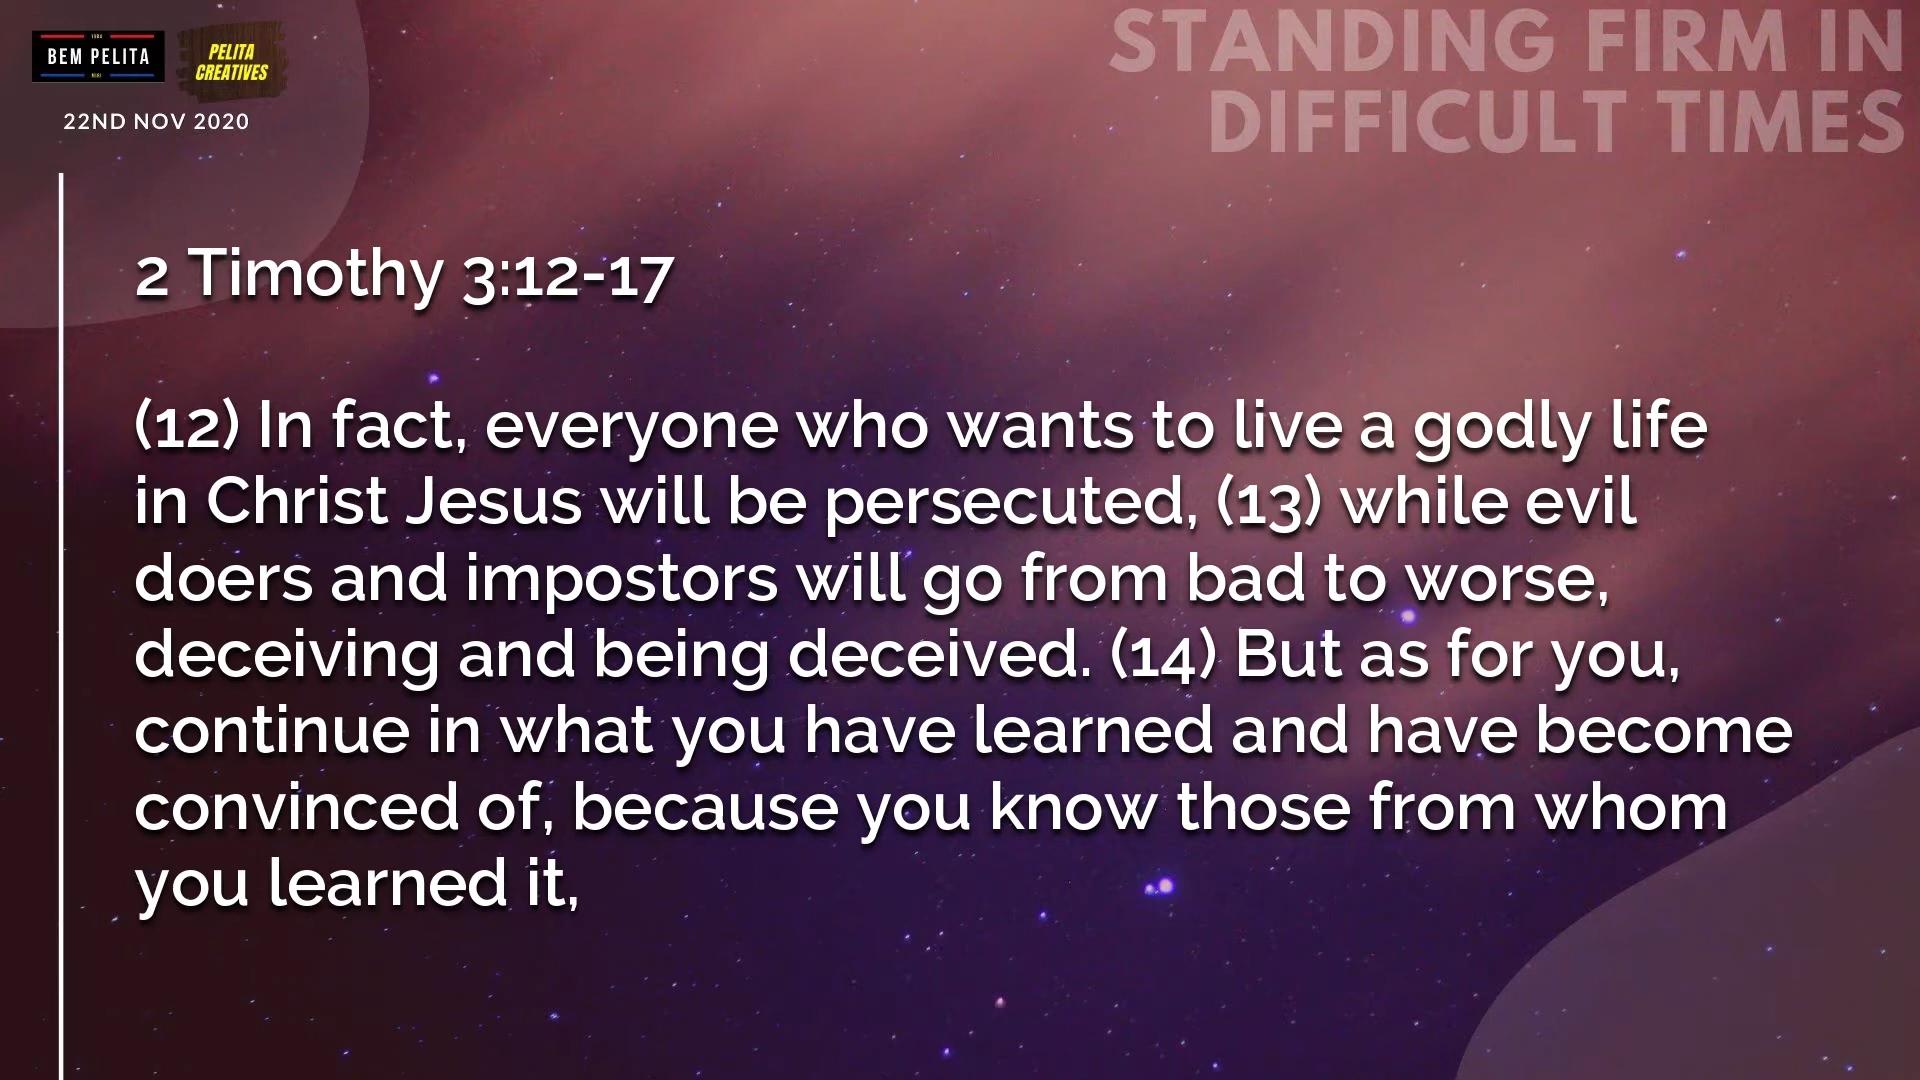 BEM PELITA
PELITA
CREATIVES
22ND NOV 2020
STANDING FIRM IN
DIFFICULT TIMES
2 Timothy 3:12-17
(12) In fact, everyone who wants to live a godly life
in Christ Jesus will be persecuted, (13) while evil
doers and impostors will go from bad to worse,
deceiving and being deceived. (14) But as for you,
continue in what you have learned and have become
convinced of, because you know those from whom
you learned it,